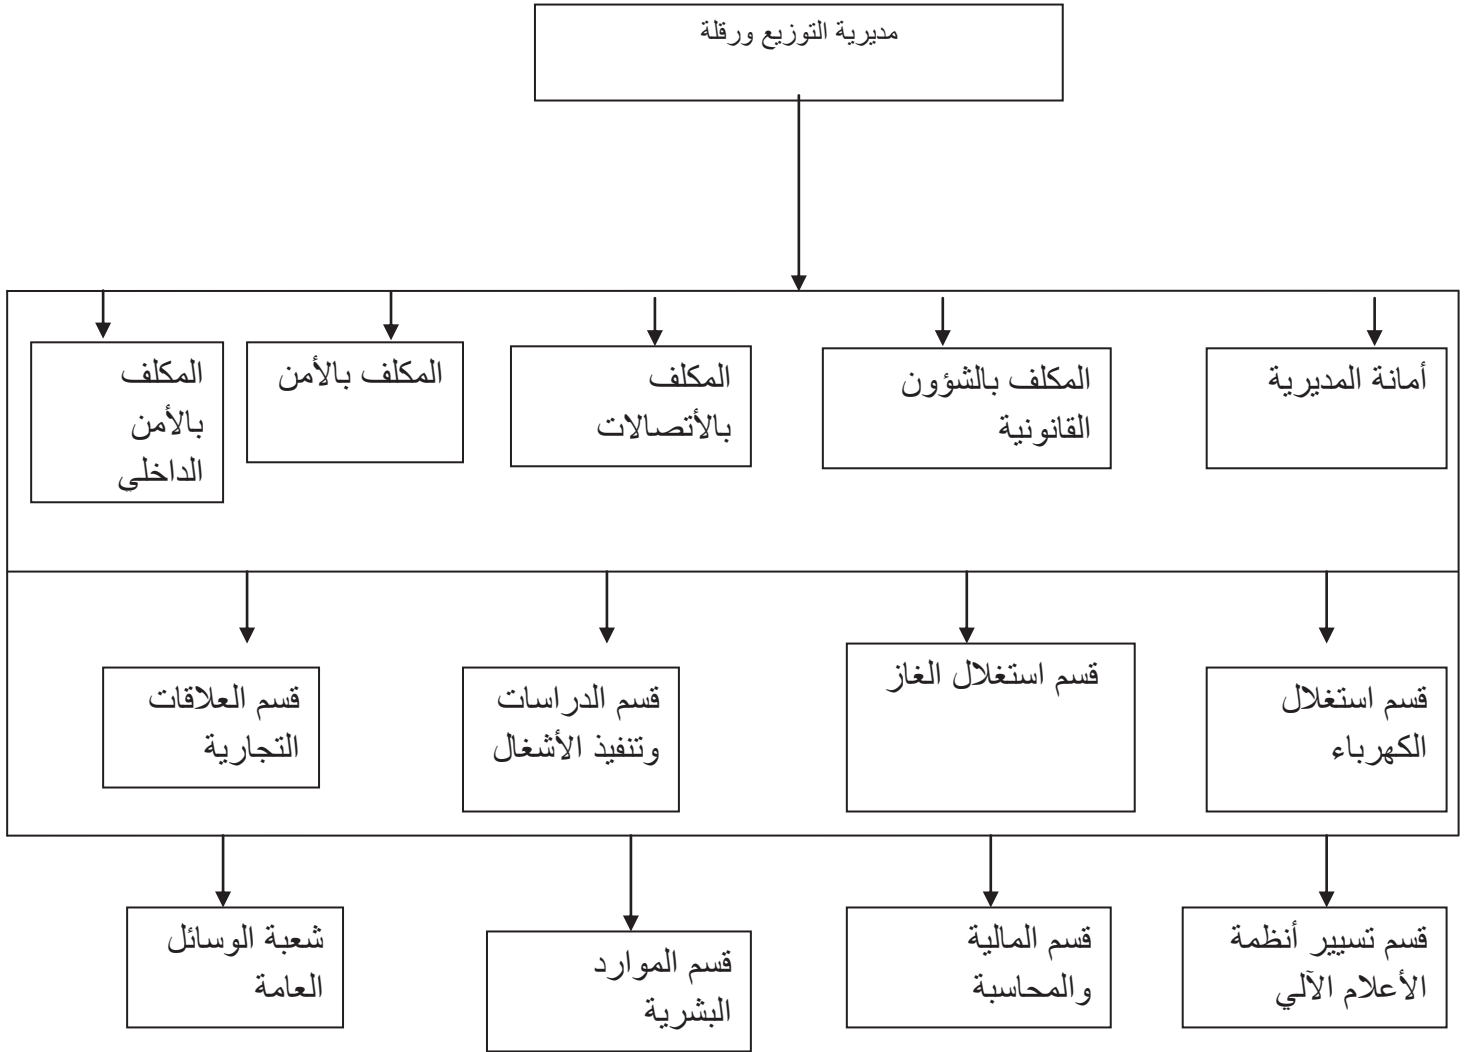 مديرية التوزيع ورقلة
أمانة المديرية
المكلف بالشؤون
القانونية
المكلف
بالأتصالات
المكلف بالأمن
المكلف
بالأمن
الداخلي
قسم استغلال
الكهرباء
قسم استغلال الغاز
قسم الدراسات
وتنفيذ الأشغال
قسم العلاقات
التجارية
قسم تسيير أنظمة
الأعلام الآلي
قسم المالية
والمحاسبة
قسم الموارد
البشرية
شعبة الوسائل
العامة